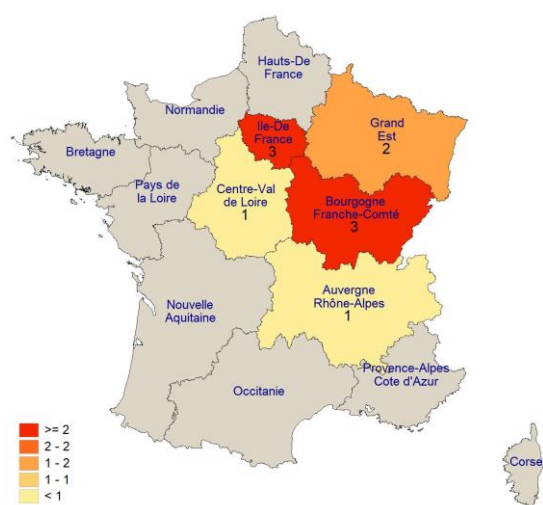 Hauts-De
France
Normandie
Ile-De
France
3
Grand
Est
2
Bretagne
Pays de
la Loire
Centre-Val
de Loire
1
Bourgogne
Franche-Comté
3
Auvergne
Rhône-Alpes
1
Nouvelle
Aquitaine
Provence-Alpes
Cote d'Azur
Occitanie
Corse
>= 2
2 - 2
1 - 2
1 - 1
< 1